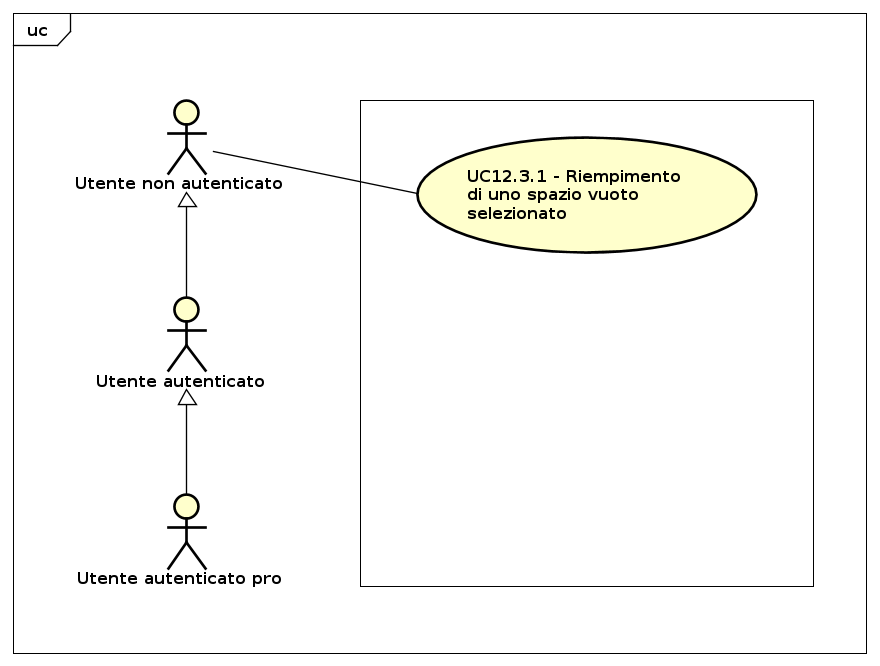 uc
Utente non autenticato
UC12.3.1 - Riempimento
di uno spazio vuoto
selezionato
Utente autenticato
Utente autenticato pro